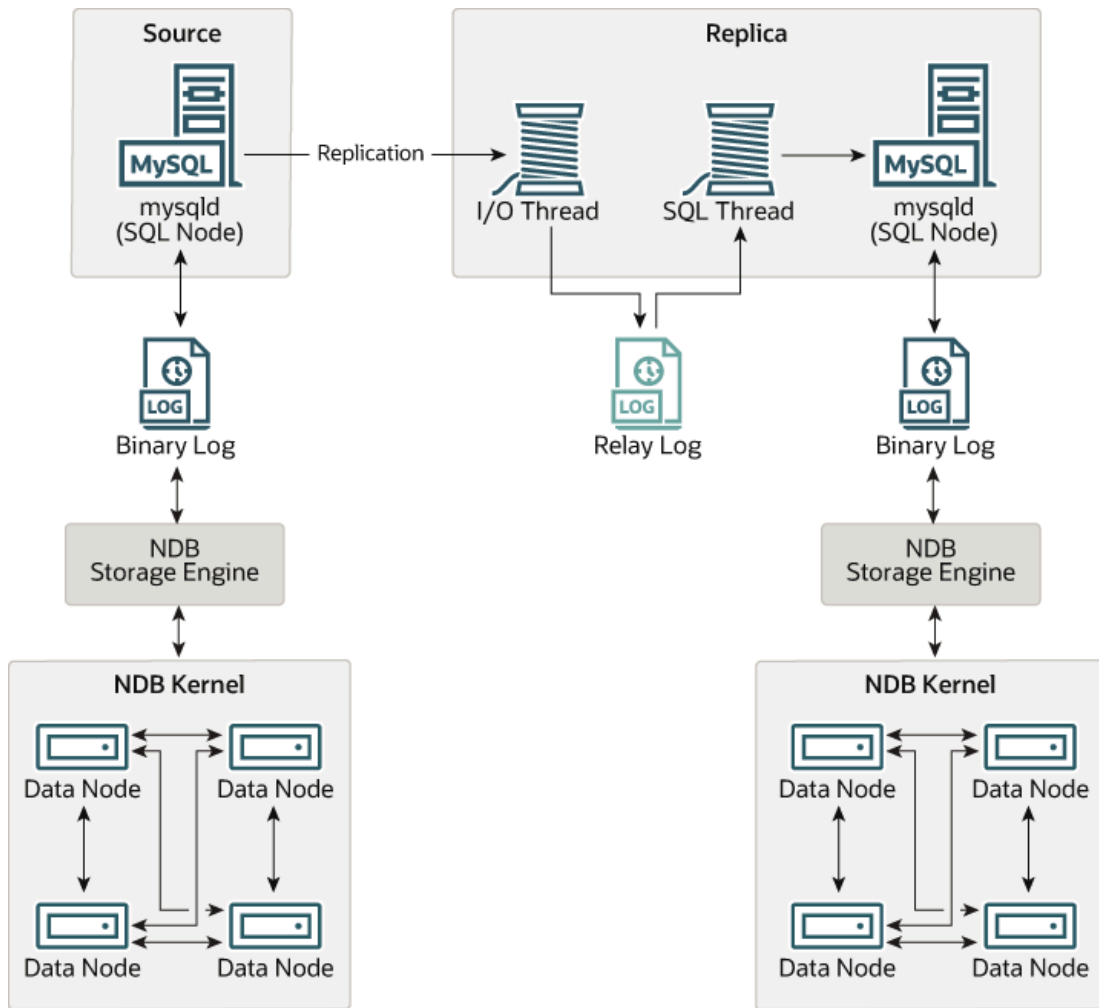 Source
Replica
MySQL
Replication
MySQL
mysqld
(SQL Node)
I/O Thread
SQL Thread
mysqld
(SQL Node)
LOG
LOG
LOG
Binary Log
Relay Log
Binary Log
NDB
Storage Engine
NDB
Storage Engine
NDB Kernel
NDB Kernel
Data Node
Data Node
Data Node
Data Node
Data Node
Data Node
Data Node
Data Node